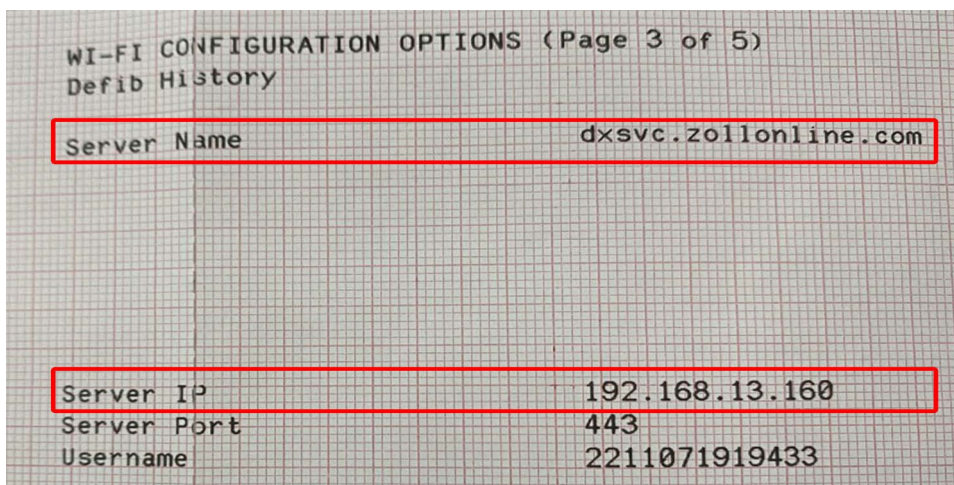 WI-FI CONFIGURATION OPTIONS (Page 3 of 5)
Defib History
Server Name dxsvc.zollonline.com
Server IP 192.168.13.160
Server Port 443
Username 2211071919433